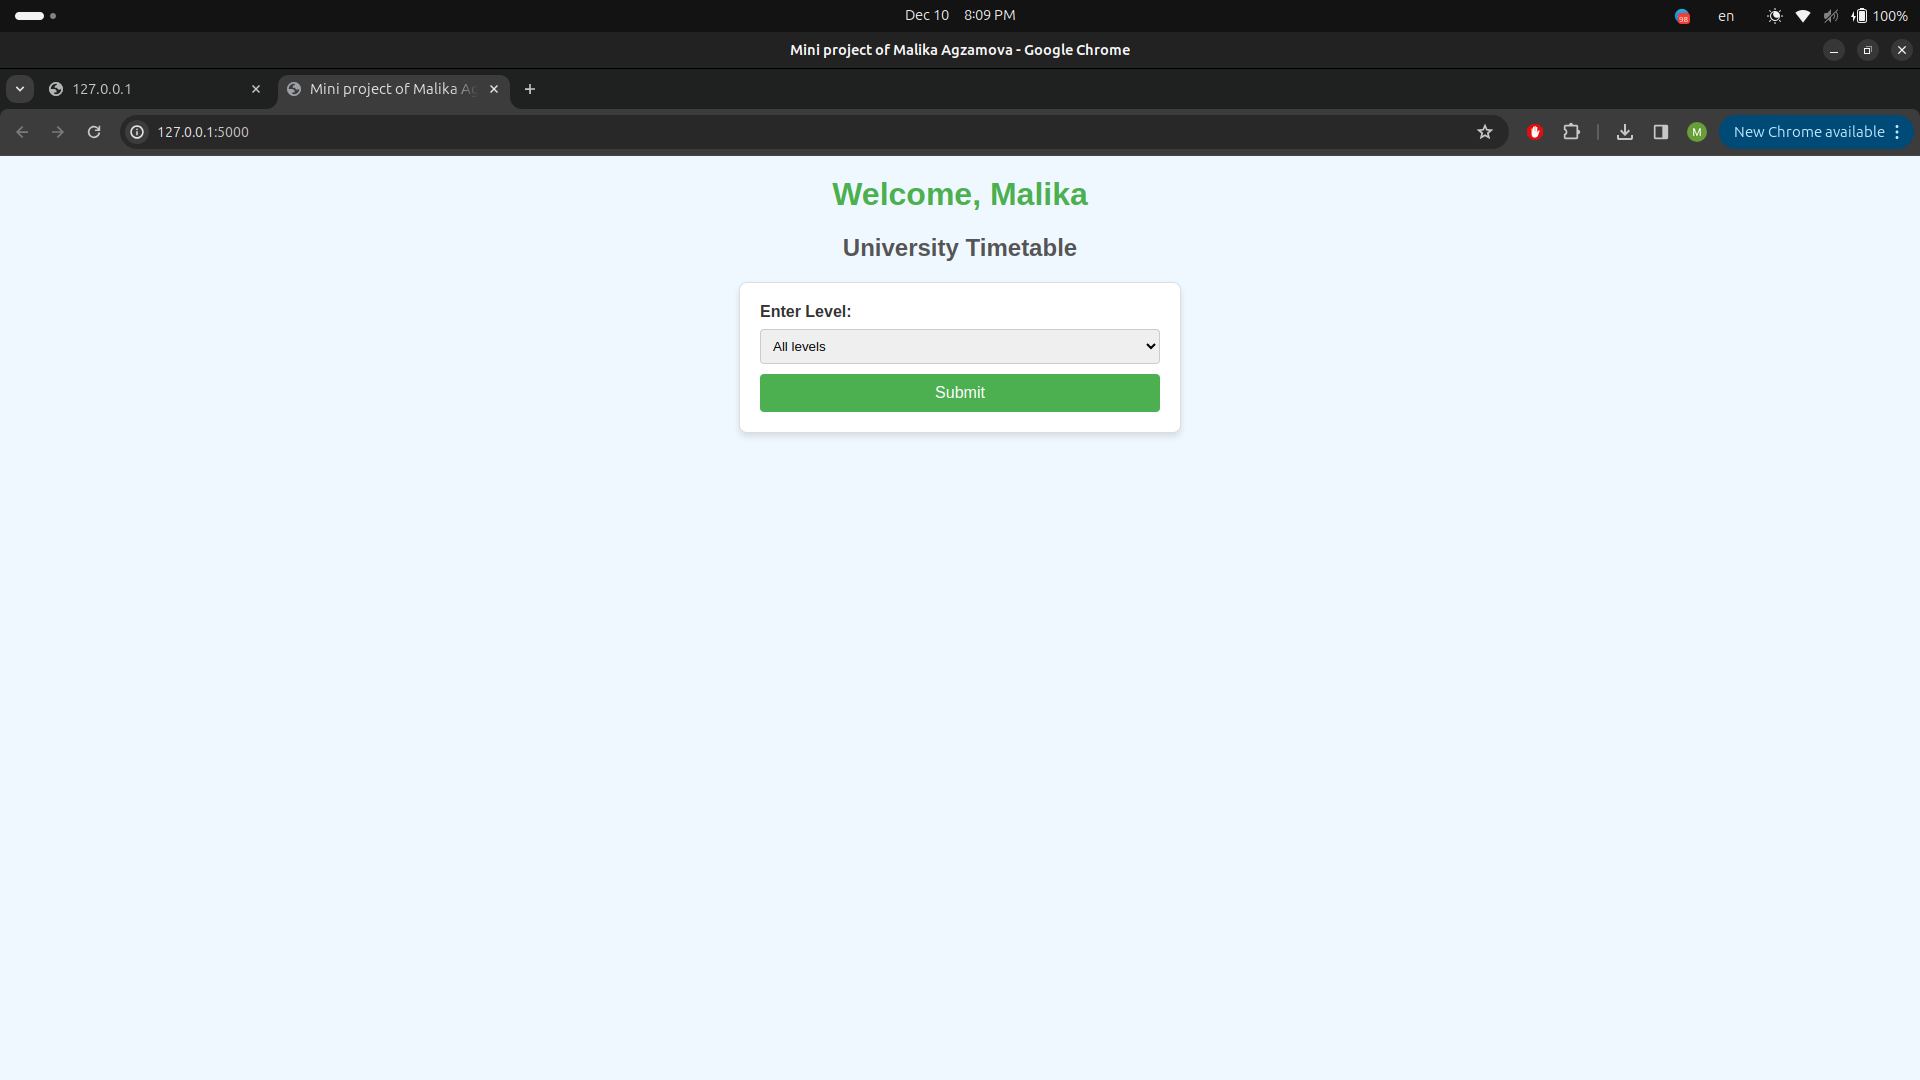 Dec 10 8:09 PM
98
en
100%
Mini project of Malika Agzamova - Google Chrome
127.0.0.1
Mini project of Malika Ag
127.0.0.1:5000
M
New Chrome available
Welcome, Malika
University Timetable
Enter Level:
All levels
Submit